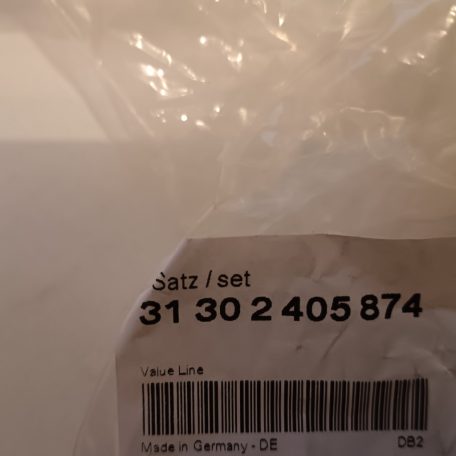 Satz / set
31 30 2 405 874
Value Line
Made in Germany - DE DB2